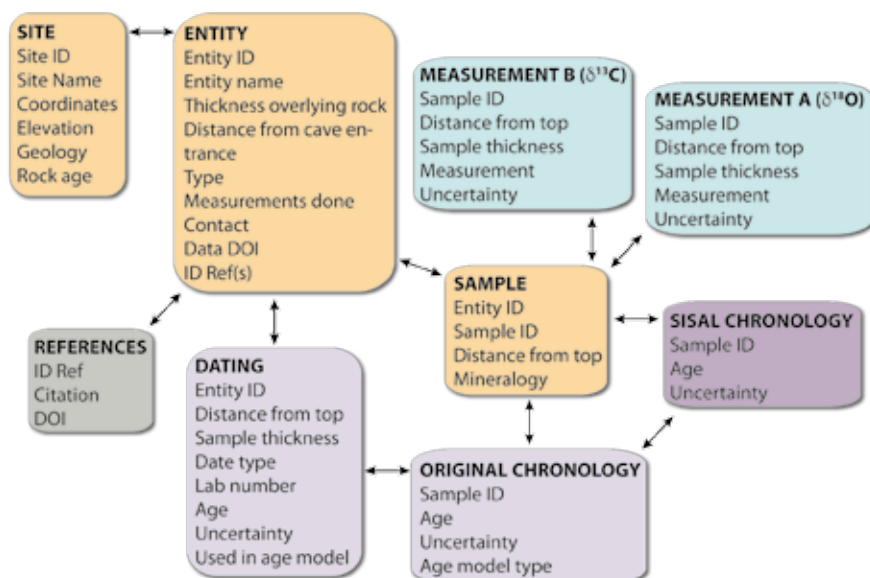 SITE
Site ID
Site Name
Coordinates
Elevation
Geology
Rock age
ENTITY
Entity ID
Entity name
Thickness overlying rock
Distance from cave en-
trance
Type
Measurements done
Contact
Data DOI
ID Ref(s)
MEASUREMENT B (δ¹³C)
Sample ID
Distance from top
Sample thickness
Measurement
Uncertainty
MEASUREMENT A (δ¹⁸O)
Sample ID
Distance from top
Sample thickness
Measurement
Uncertainty
SAMPLE
Entity ID
Sample ID
Distance from top
Mineralogy
SISAL CHRONOLOGY
Sample ID
Age
Uncertainty
REFERENCES
ID Ref
Citation
DOI
DATING
Entity ID
Distance from top
Sample thickness
Date type
Lab number
Age
Uncertainty
Used in age model
ORIGINAL CHRONOLOGY
Sample ID
Age
Uncertainty
Age model type